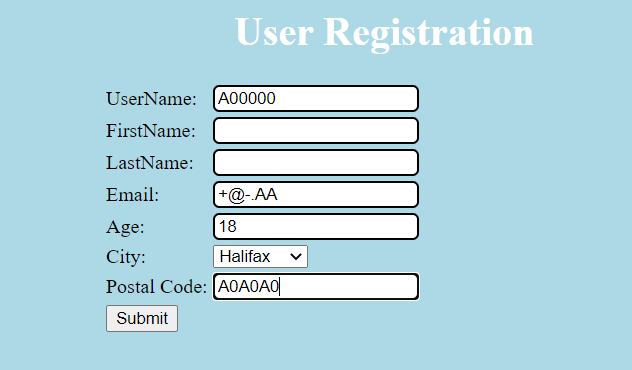 User Registration
UserName: A00000
FirstName:
LastName:
Email: +@-.AA
Age: 18
City: Halifax
Postal Code: A0A0A0
Submit